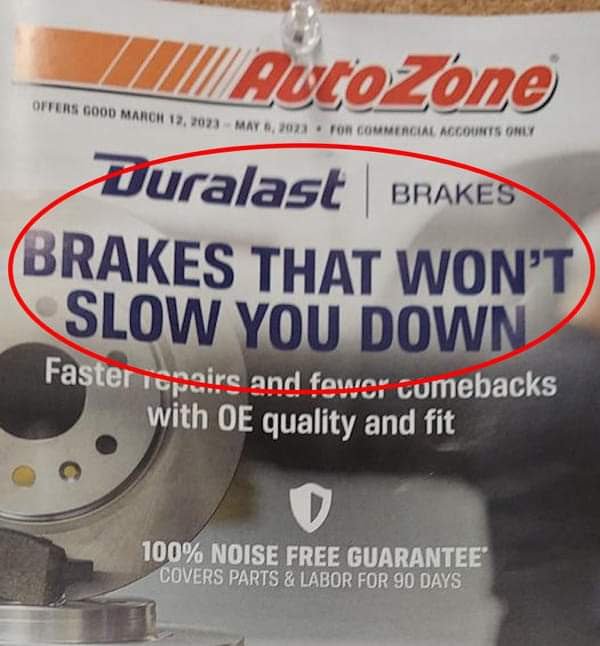 AutoZone
OFFERS GOOD MARCH 12, 2023 - MAY 6, 2023 • FOR COMMERCIAL ACCOUNTS ONLY
Duralast | BRAKES
BRAKES THAT WON'T
SLOW YOU DOWN
Faster repairs and fewer comebacks
with OE quality and fit
D
100% NOISE FREE GUARANTEE*
COVERS PARTS & LABOR FOR 90 DAYS